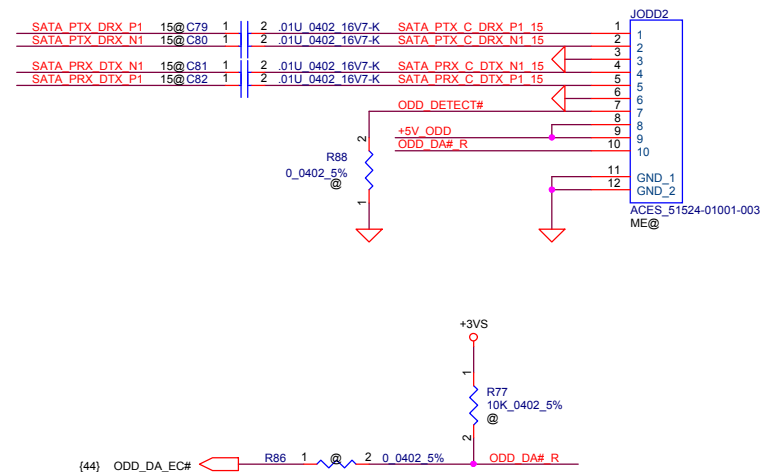 JODD2
SATA_PTX_DRX_P1 15@ C79 1 2 .01U_0402_16V7-K SATA_PTX_C_DRX_P1_15 1 1
SATA_PTX_DRX_N1 15@ C80 1 2 .01U_0402_16V7-K SATA_PTX_C_DRX_N1_15 2 2
3 3
SATA_PRX_DTX_N1 15@ C81 1 2 .01U_0402_16V7-K SATA_PRX_C_DTX_N1_15 4 4
SATA_PRX_DTX_P1 15@ C82 1 2 .01U_0402_16V7-K SATA_PRX_C_DTX_P1_15 5 5
6 6
ODD_DETECT# 7 7
8 8
+5V_ODD 9 9
ODD_DA#_R 10 10
2
R88
0_0402_5%
@
1
11 GND_1
12 GND_2
ACES_51524-01001-003
ME@
+3VS
1
R77
10K_0402_5%
@
2
{44} ODD_DA_EC# R86 1 @ 2 0_0402_5% ODD_DA#_R